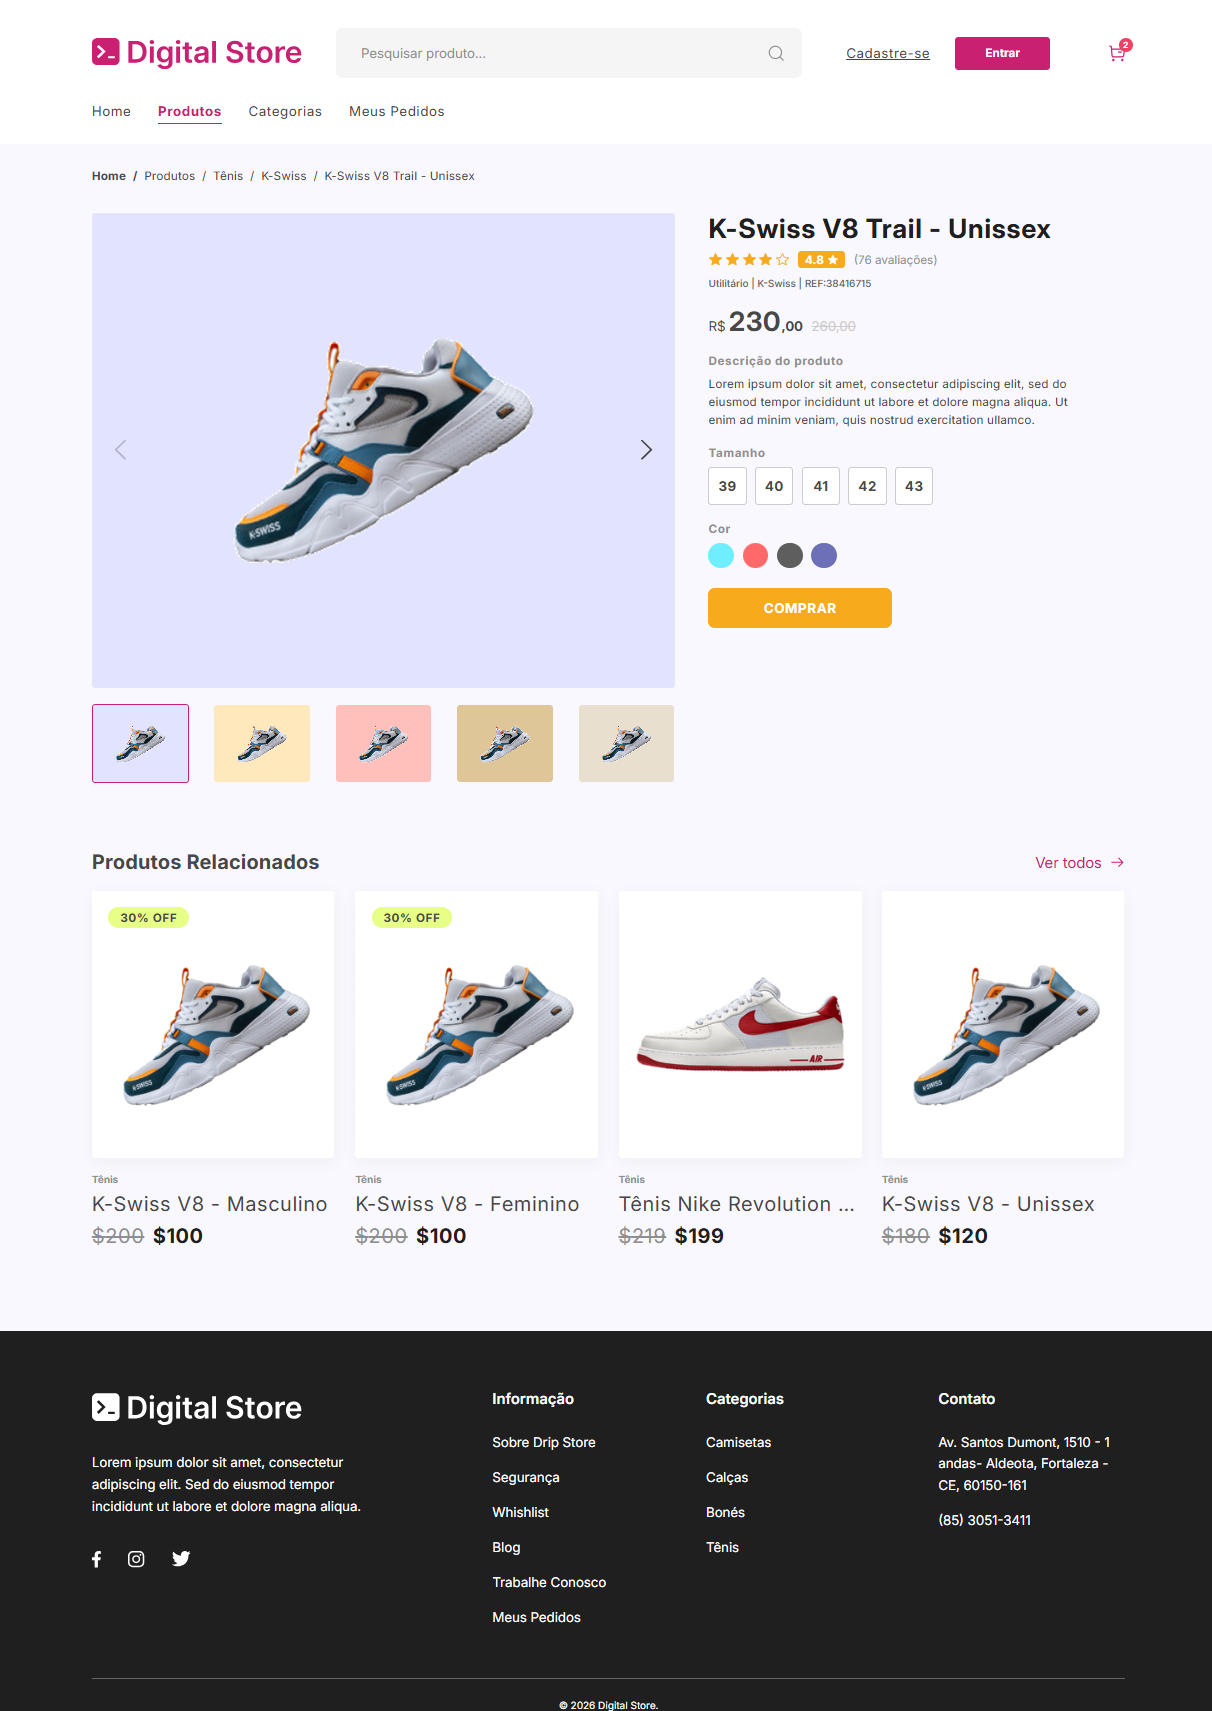 Digital Store
Pesquisar produto...
Cadastre-se
Entrar
2
Home
Produtos
Categorias
Meus Pedidos
Home / Produtos / Tênis / K-Swiss / K-Swiss V8 Trail - Unissex
K-SWISS
K-Swiss V8 Trail - Unissex
4.8
(76 avaliações)
Utilitário | K-Swiss | REF:38416715
R$ 230,00 260,00
Descrição do produto
Lorem ipsum dolor sit amet, consectetur adipiscing elit, sed do
eiusmod tempor incididunt ut labore et dolore magna aliqua. Ut
enim ad minim veniam, quis nostrud exercitation ullamco.
Tamanho
39
40
41
42
43
Cor
COMPRAR
Produtos Relacionados
Ver todos
30% OFF
K-SWISS
Tênis
K-Swiss V8 - Masculino
$200 $100
30% OFF
K-SWISS
Tênis
K-Swiss V8 - Feminino
$200 $100
AIR
Tênis
Tênis Nike Revolution ...
$219 $199
K-SWISS
Tênis
K-Swiss V8 - Unissex
$180 $120
Digital Store
Lorem ipsum dolor sit amet, consectetur
adipiscing elit. Sed do eiusmod tempor
incididunt ut labore et dolore magna aliqua.
Informação
Sobre Drip Store
Segurança
Whishlist
Blog
Trabalhe Conosco
Meus Pedidos
Categorias
Camisetas
Calças
Bonés
Tênis
Contato
Av. Santos Dumont, 1510 - 1
andas- Aldeota, Fortaleza -
CE, 60150-161
(85) 3051-3411
© 2026 Digital Store.